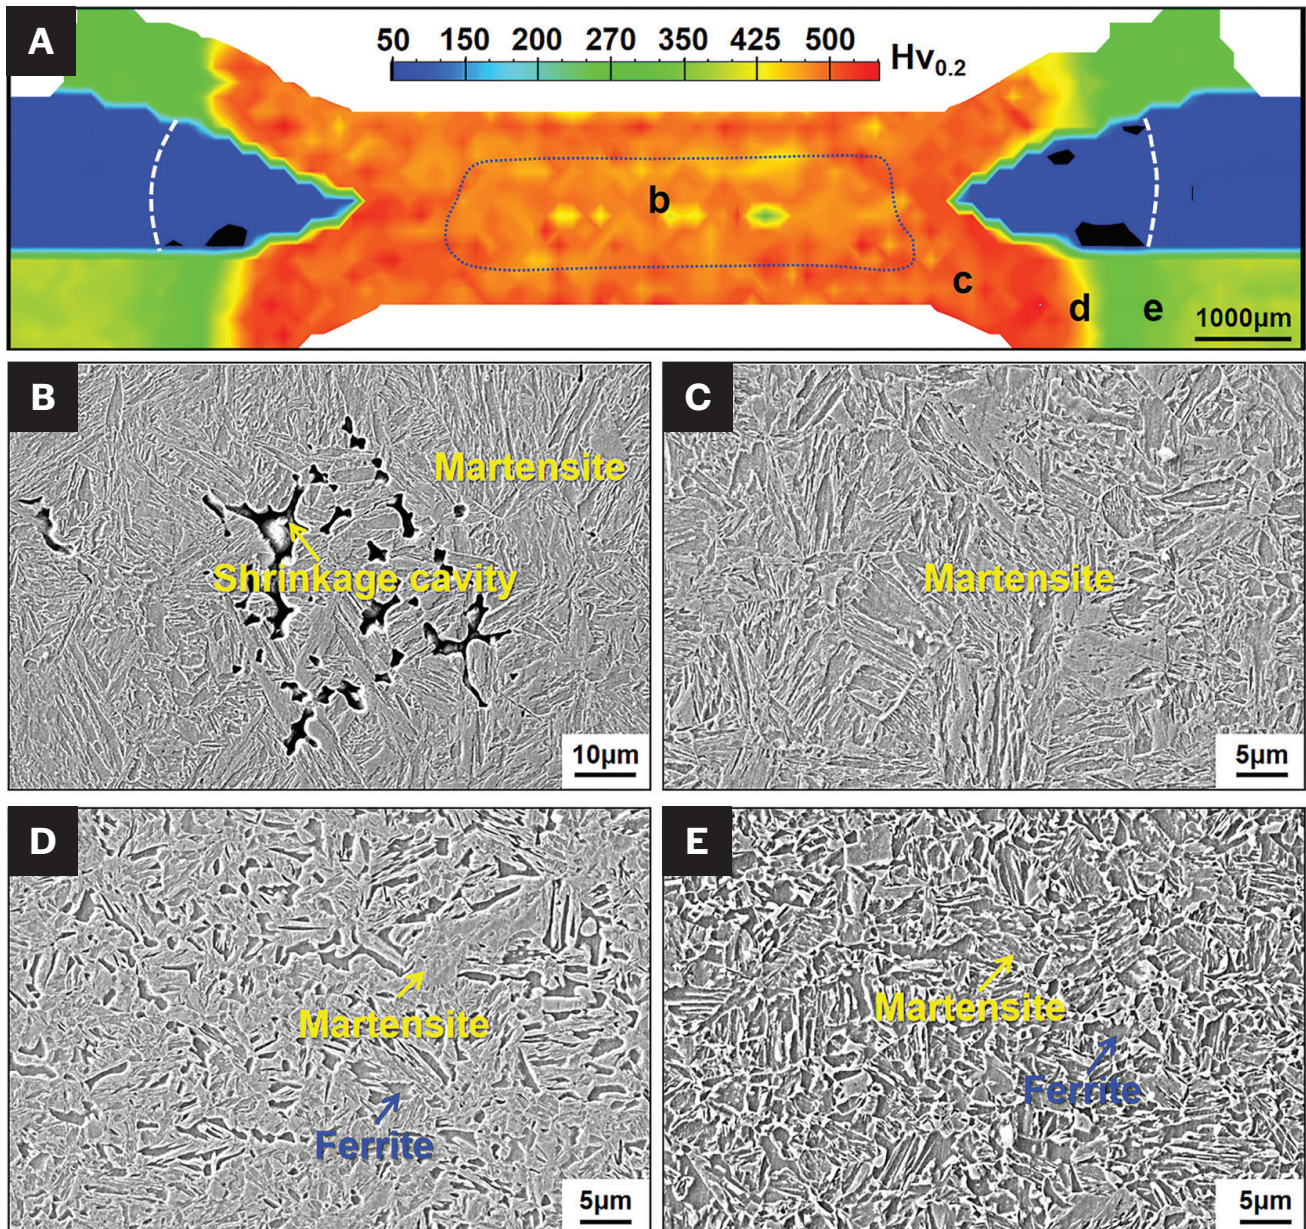 A
50 150 200 270 350 425 500 Hv0.2
b
c
d e
1000μm
B
Martensite
Shrinkage cavity
10μm
C
Martensite
5μm
D
Martensite
Ferrite
5μm
E
Martensite
Ferrite
5μm